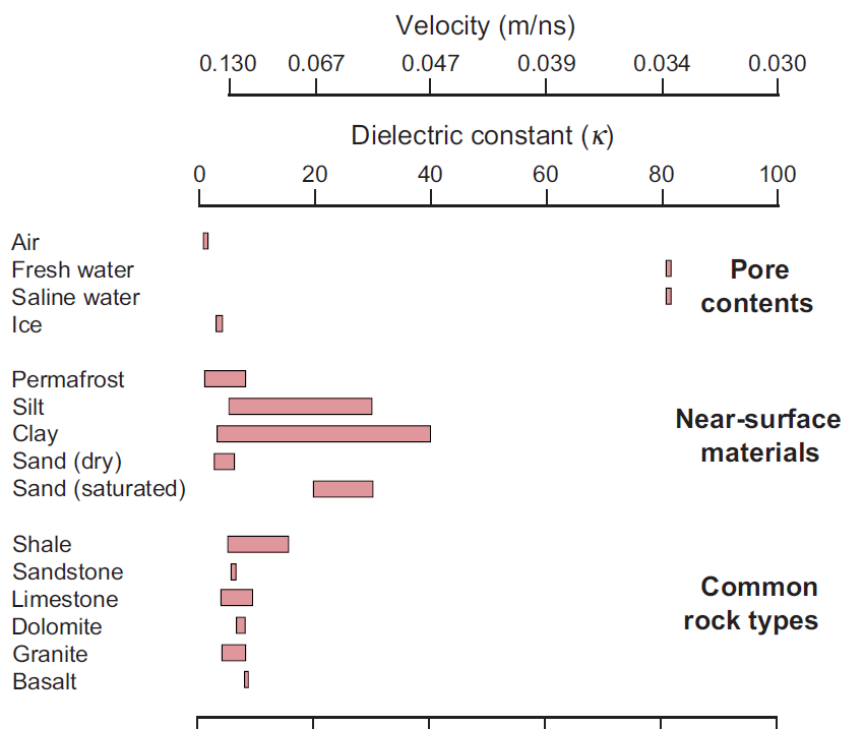 Velocity (m/ns)
0.130 0.067 0.047 0.039 0.034 0.030
Dielectric constant (κ)
0 20 40 60 80 100
Air
Fresh water
Saline water
Ice
Pore
contents
Permafrost
Silt
Clay
Sand (dry)
Sand (saturated)
Near-surface
materials
Shale
Sandstone
Limestone
Dolomite
Granite
Basalt
Common
rock types